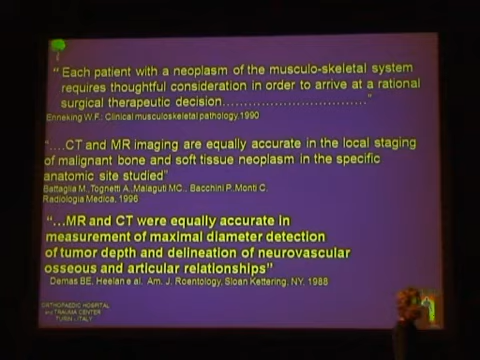 “ Each patient with a neoplasm of the musculo-skeletal system
requires thoughtful consideration in order to arrive at a rational
surgical therapeutic decision……………………………”
Enneking W.F.: Clinical musculoskeletal pathology.1990
“….CT and MR imaging are equally accurate in the local staging
of malignant bone and soft tissue neoplasm in the specific
anatomic site studied”
Battaglia M.,Tognetti A.,Malaguti MC., Bacchini P.,Monti C.
Radiologia Medica, 1996
“…MR and CT were equally accurate in
measurement of maximal diameter detection
of tumor depth and delineation of neurovascular
osseous and articular relationships”
Demas BE, Heelan e al. Am. J. Roentology, Sloan Kettering, NY. 1988
ORTHOPAEDIC HOSPITAL
and TRAUMA CENTER
TURIN - ITALY